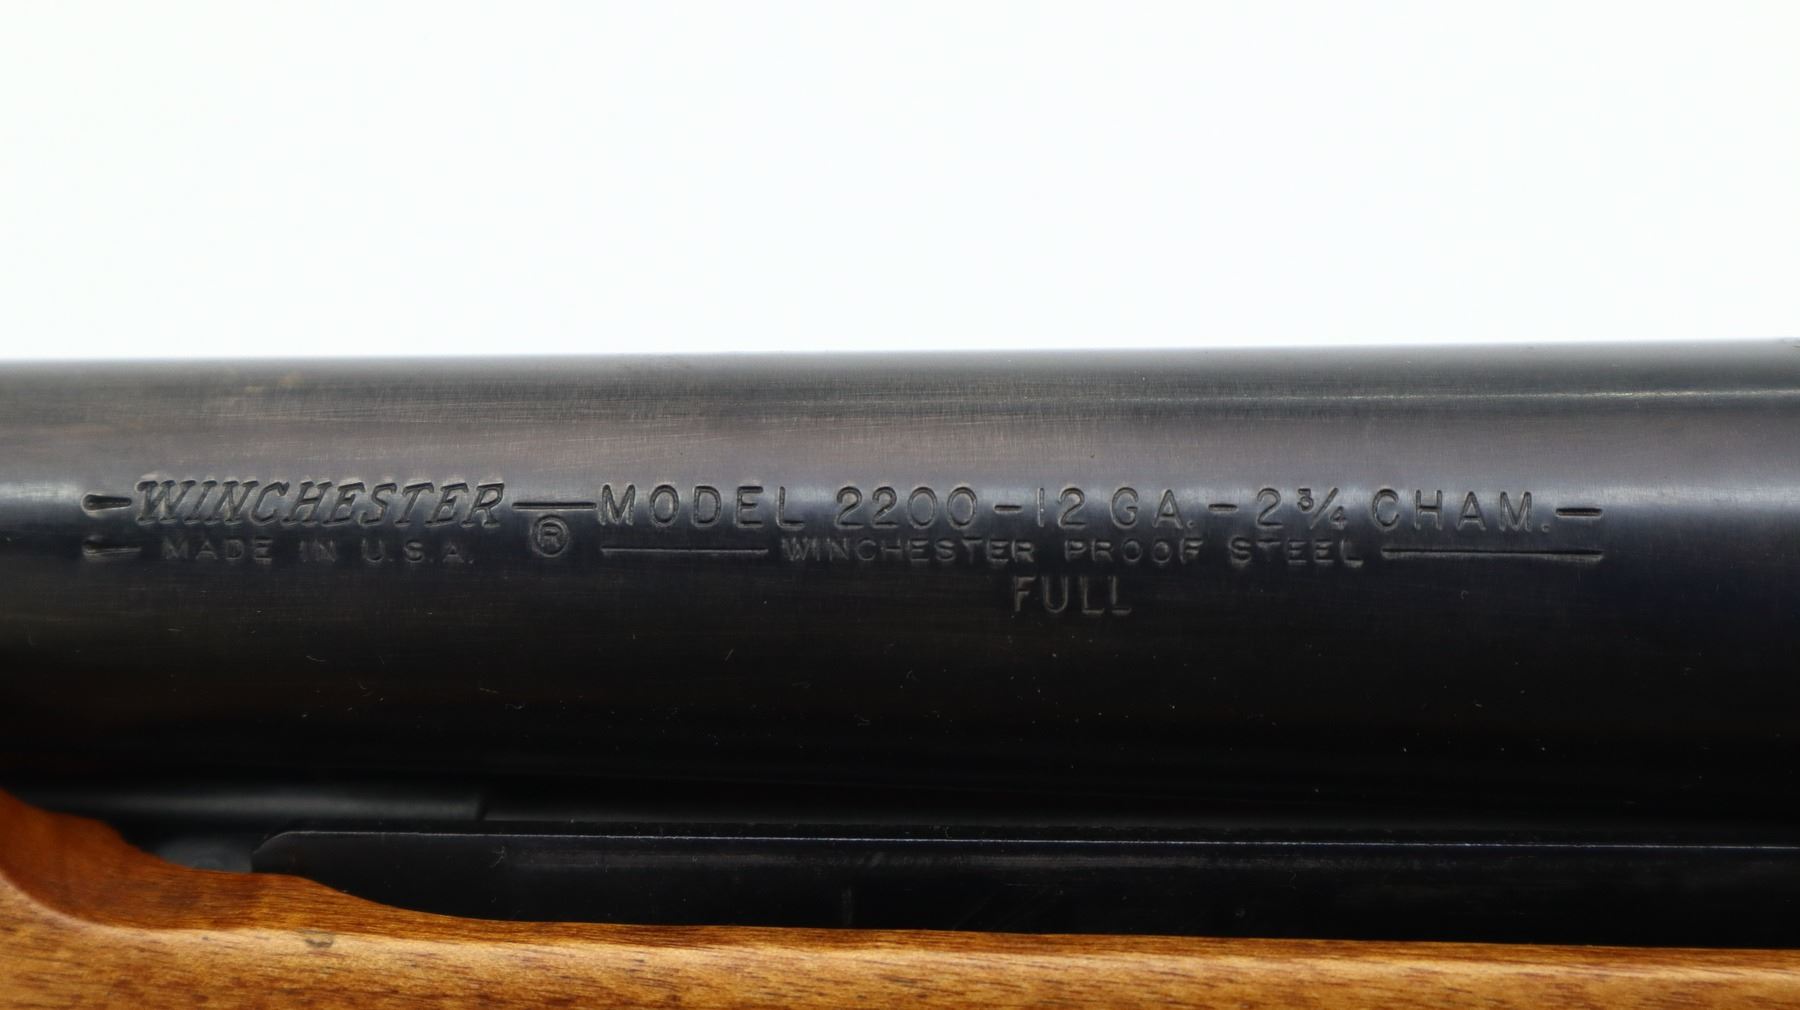 WINCHESTER ® MODEL 2200-12 GA.-2¾ CHAM.
MADE IN U.S.A. WINCHESTER PROOF STEEL
FULL